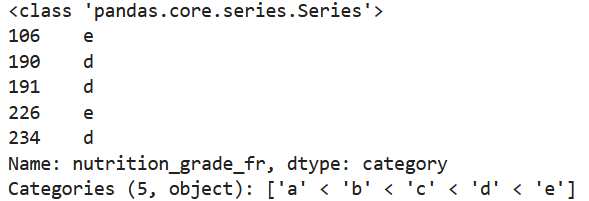 <class 'pandas.core.series.Series'>
106    e
190    d
191    d
226    e
234    d
Name: nutrition_grade_fr, dtype: category
Categories (5, object): ['a' < 'b' < 'c' < 'd' < 'e']